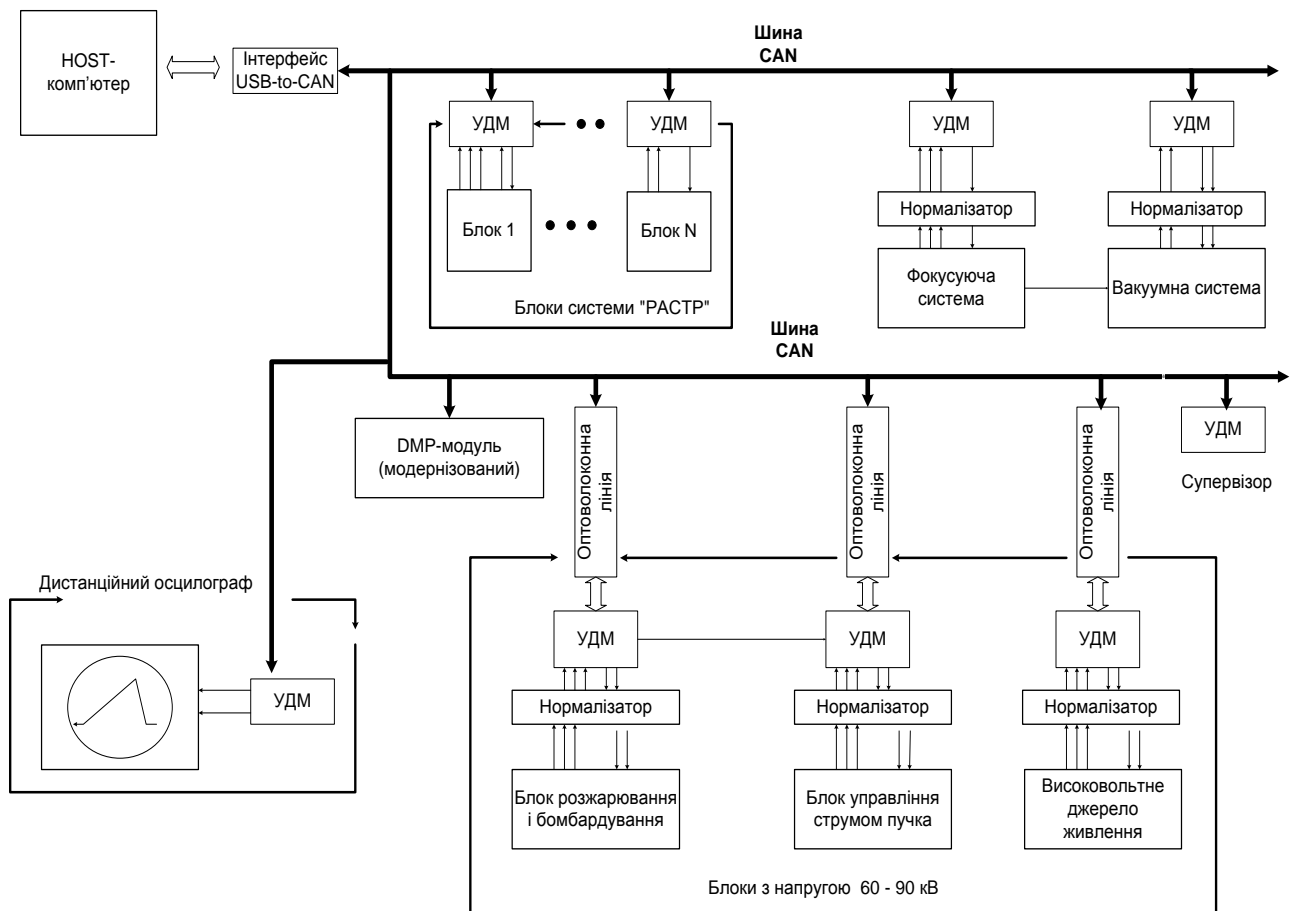 Шина
CAN
HOST-
комп’ютер
Інтерфейс
USB-to-CAN
УДМ
УДМ
УДМ
УДМ
Нормалізатор
Нормалізатор
Блок 1
Блок N
Фокусуюча
система
Вакуумна система
Блоки системи "РАСТР"
Шина
CAN
DMP-модуль
(модернізований)
Оптоволоконна
лінія
Оптоволоконна
лінія
Оптоволоконна
лінія
УДМ
Супервізор
Дистанційний осцилограф
УДМ
УДМ
УДМ
УДМ
Нормалізатор
Нормалізатор
Нормалізатор
Блок розжарювання
і бомбардування
Блок управління
струмом пучка
Високовольтне
джерело
живлення
Блоки з напругою 60 - 90 кВ